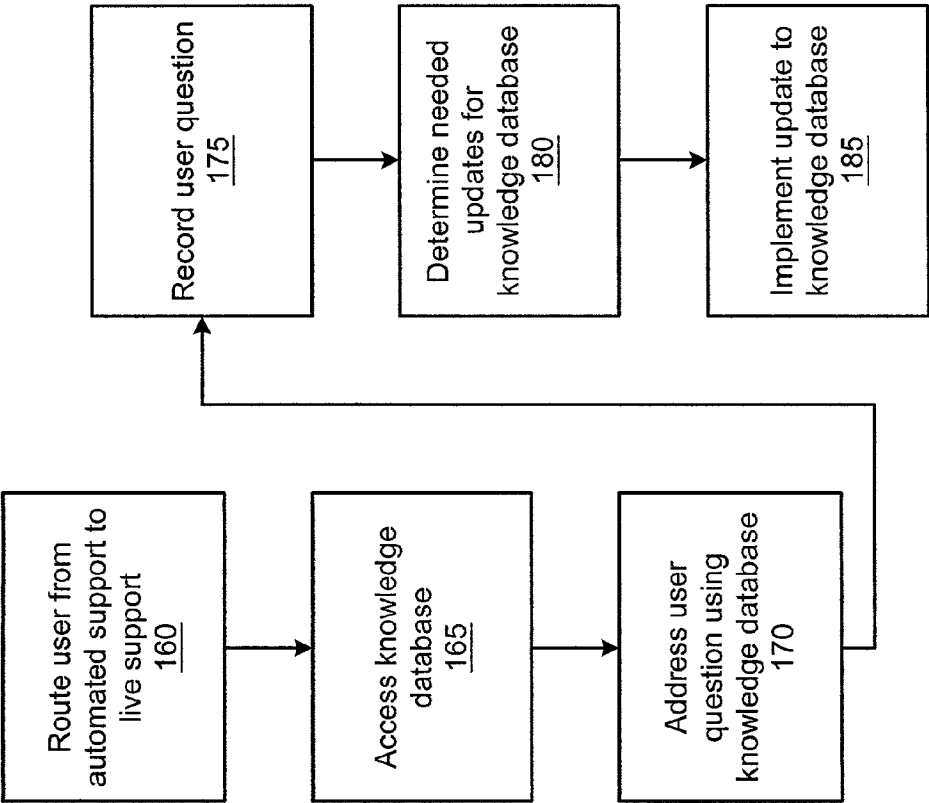 Route user from
automated support to
live support
160
Access knowledge
database
165
Address user
question using
knowledge database
170
Record user question
175
Determine needed
updates for
knowledge database
180
Implement update to
knowledge database
185